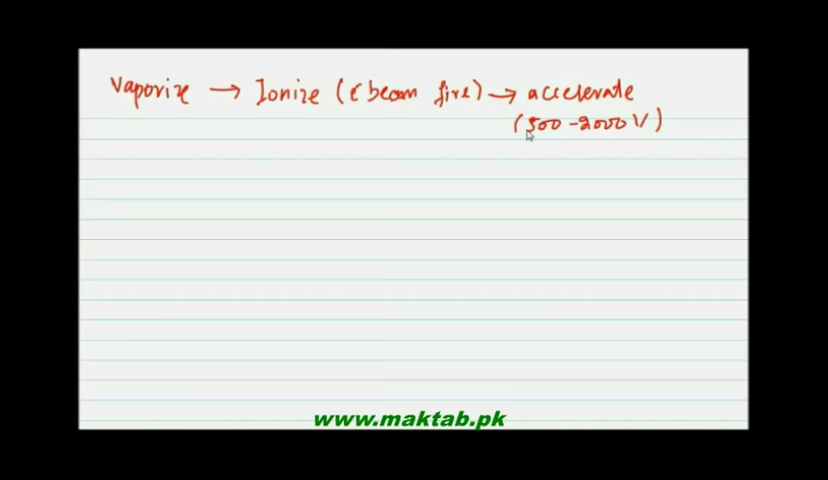 Vaporize → Ionize (ē beam fire) → accelerate
(500-2000 V)
www.maktab.pk